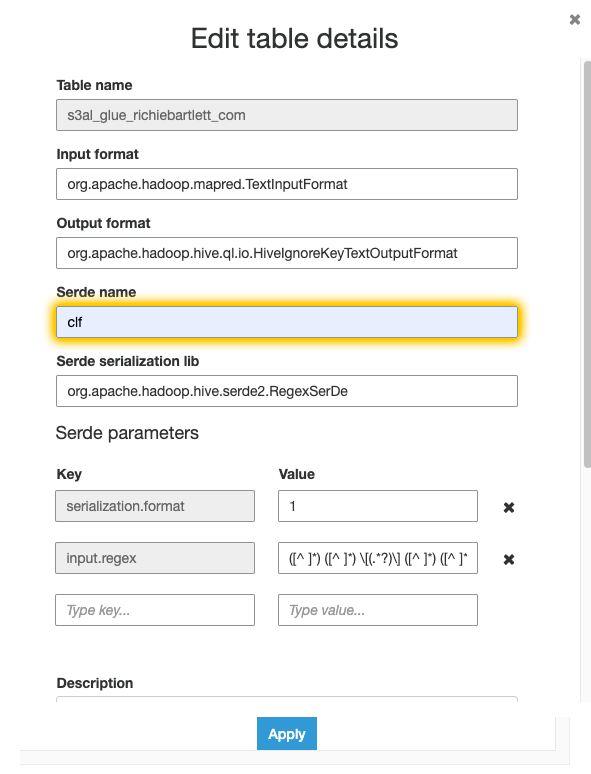 ✖
Edit table details
Table name
s3al_glue_richiebartlett_com
Input format
org.apache.hadoop.mapred.TextInputFormat
Output format
org.apache.hadoop.hive.ql.io.HiveIgnoreKeyTextOutputFormat
Serde name
clf
Serde serialization lib
org.apache.hadoop.hive.serde2.RegexSerDe
Serde parameters
Key Value
serialization.format 1 ✖
input.regex ([^ ]*) ([^ ]*) \[(.*?)\] ([^ ]*) ([^ ]* ✖
Type key... Type value...
Description
Apply